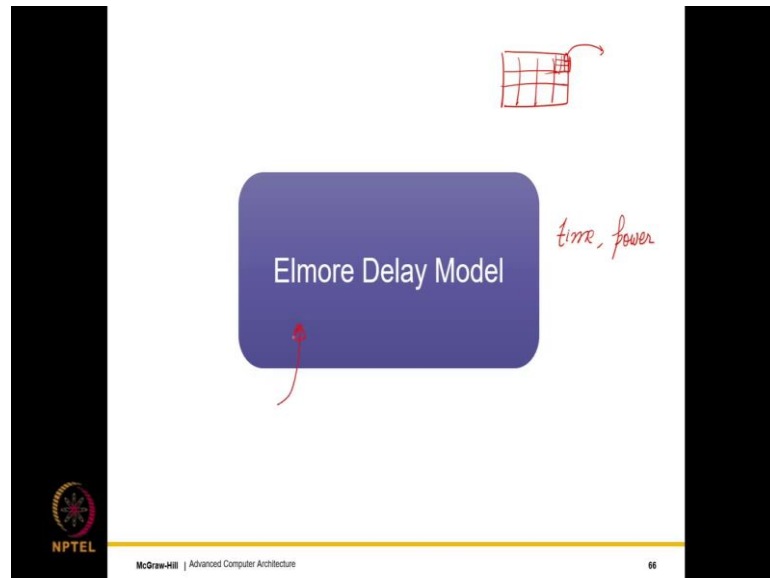 time, power
Elmore Delay Model
NPTEL
McGraw-Hill | Advanced Computer Architecture
66